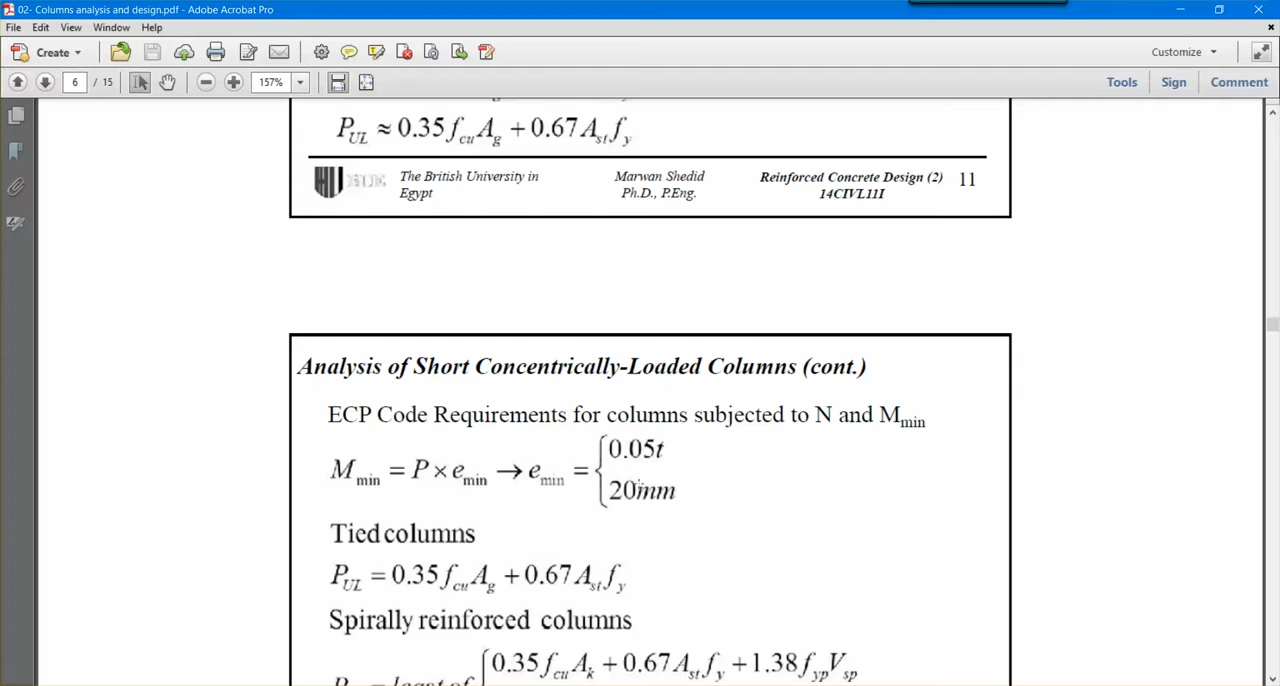 02- Columns analysis and design.pdf - Adobe Acrobat Pro
File Edit View Window Help
Create Customize
6 / 15 157% Tools Sign Comment
P_UL ≈ 0.35 f_cu A_g + 0.67 A_st f_y
The British University in Egypt
Marwan Shedid Ph.D., P.Eng.
Reinforced Concrete Design (2) 14CIVL11I
11
Analysis of Short Concentrically-Loaded Columns (cont.)
ECP Code Requirements for columns subjected to N and M_min
M_min = P × e_min → e_min = { 0.05t
20mm
Tied columns
P_UL = 0.35 f_cu A_g + 0.67 A_st f_y
Spirally reinforced columns
{ 0.35 f_cu A_k + 0.67 A_st f_y + 1.38 f_yp V_sp